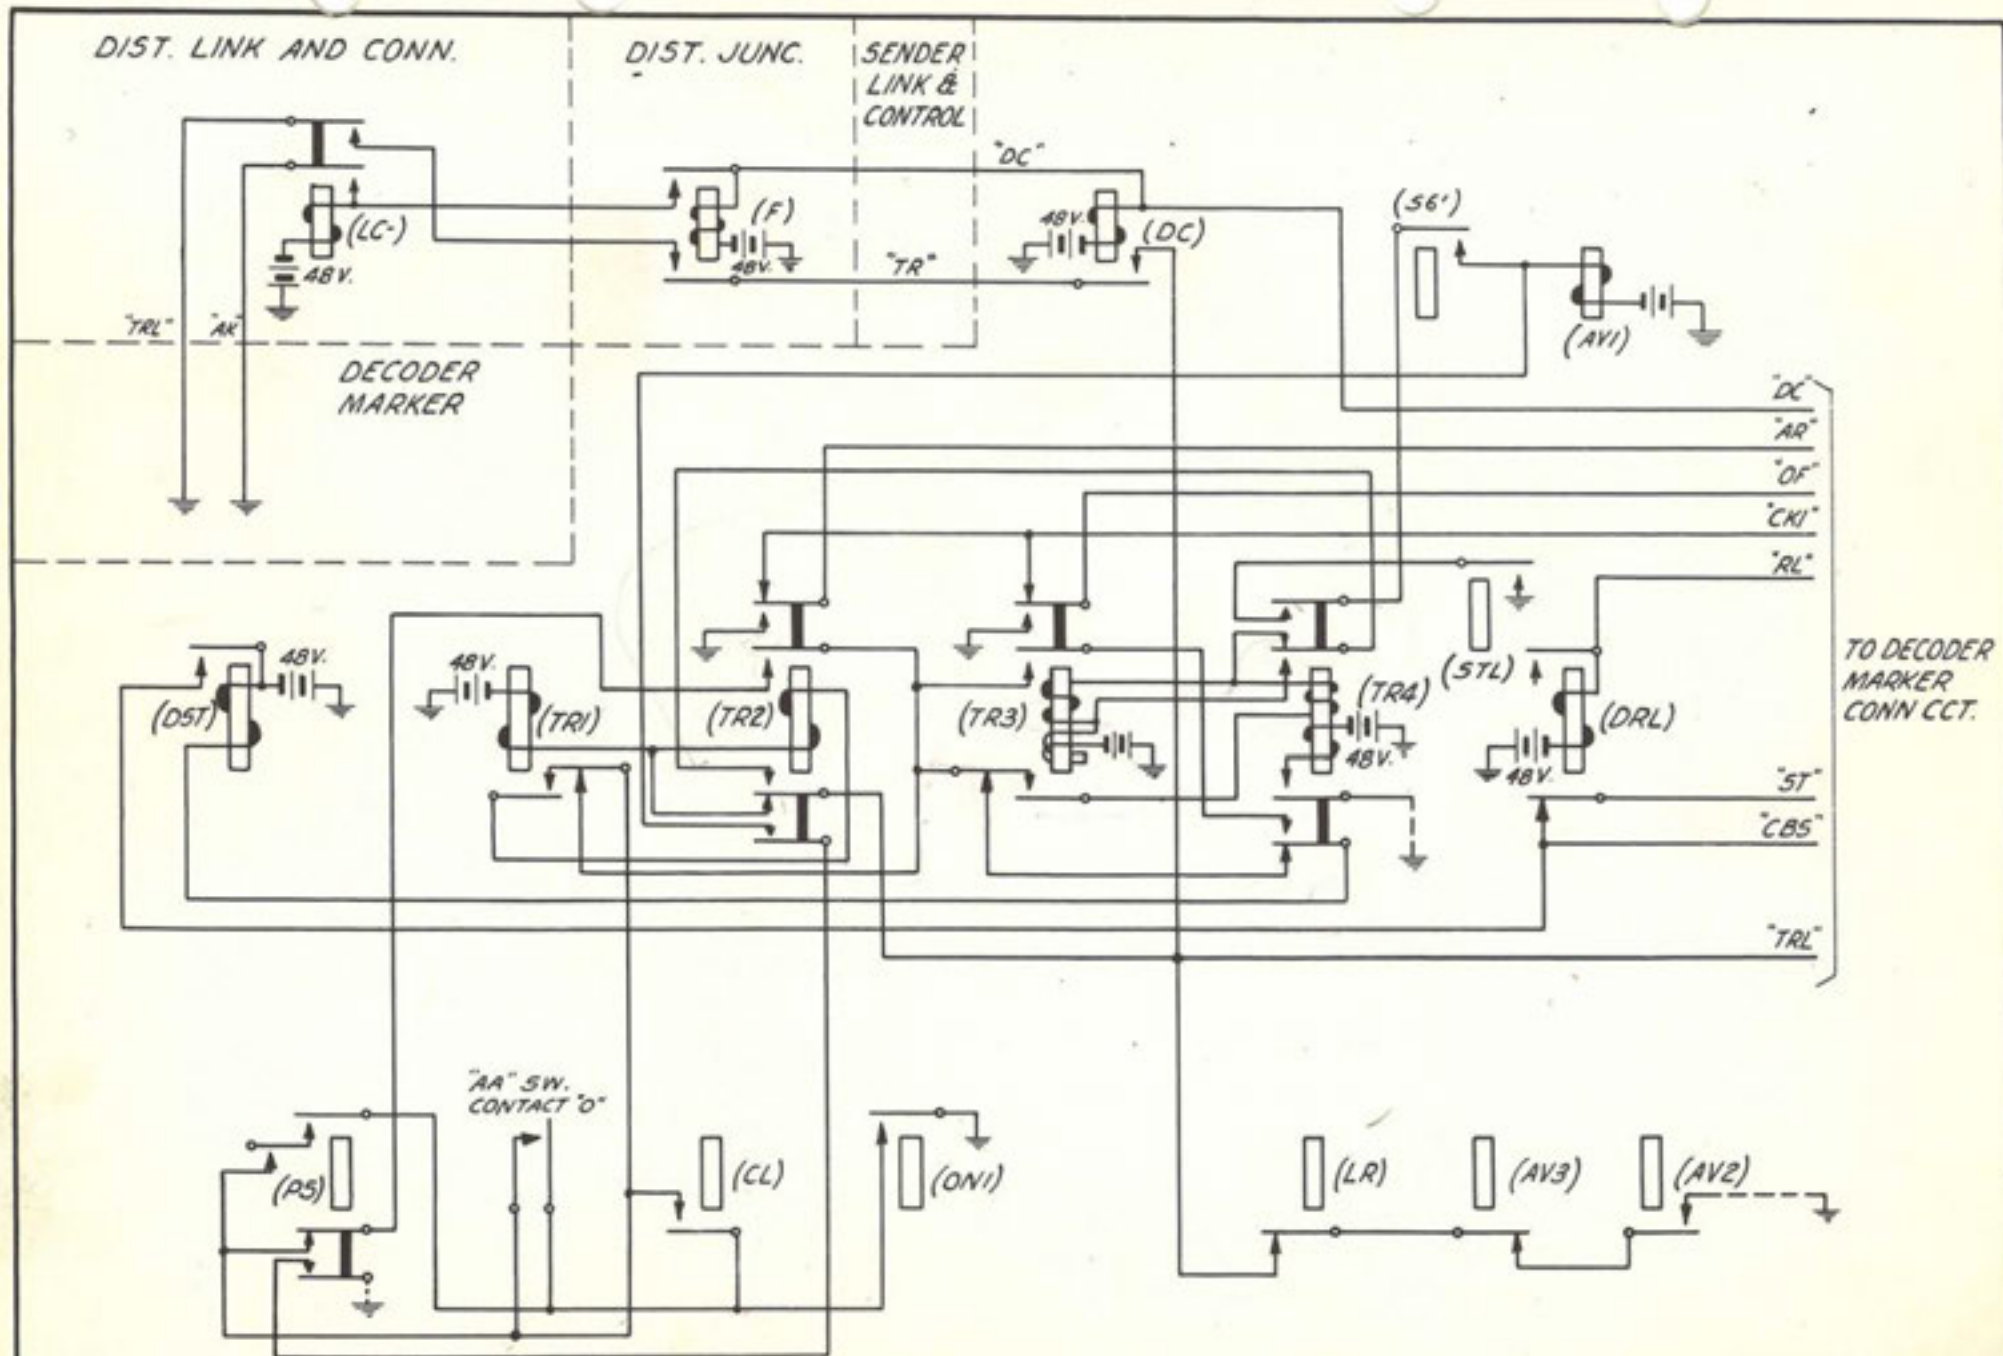 DIST. LINK AND CONN.
DIST. JUNC.
SENDER
LINK &
CONTROL
"DC"
(LC-)
48V.
(F)
48V.
48V.
(DC)
"TR"
(S6')
(AV1)
"TRL"
"AK"
DECODER
MARKER
"DC"
"AR"
"OF"
"CK1"
"RL"
48V.
(DST)
48V.
(TR1)
(TR2)
(TR3)
(TR4)
48V.
(STL)
(DRL)
48V.
TO DECODER
MARKER
CONN CCT.
"ST"
"CBS"
"TRL"
"AA" SW.
CONTACT "O"
(PS)
(CL)
(ON1)
(LR)
(AV3)
(AV2)